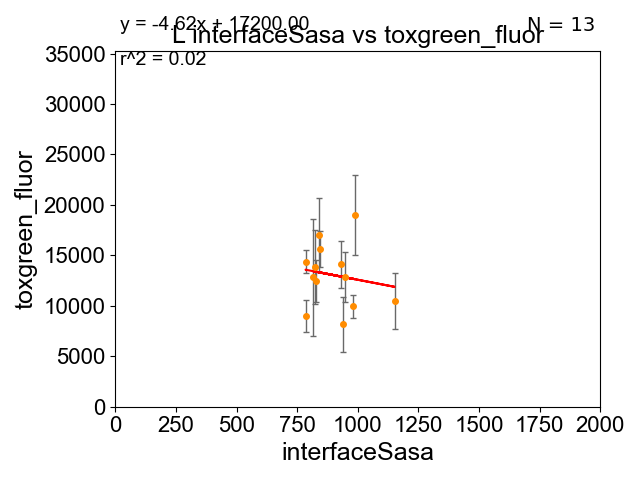 y = -4.62x + 17200.00
N = 13
L interfaceSasa vs toxgreen_fluor
r^2 = 0.02
35000
30000
25000
20000
15000
10000
5000
0
toxgreen_fluor
0 250 500 750 1000 1250 1500 1750 2000
interfaceSasa